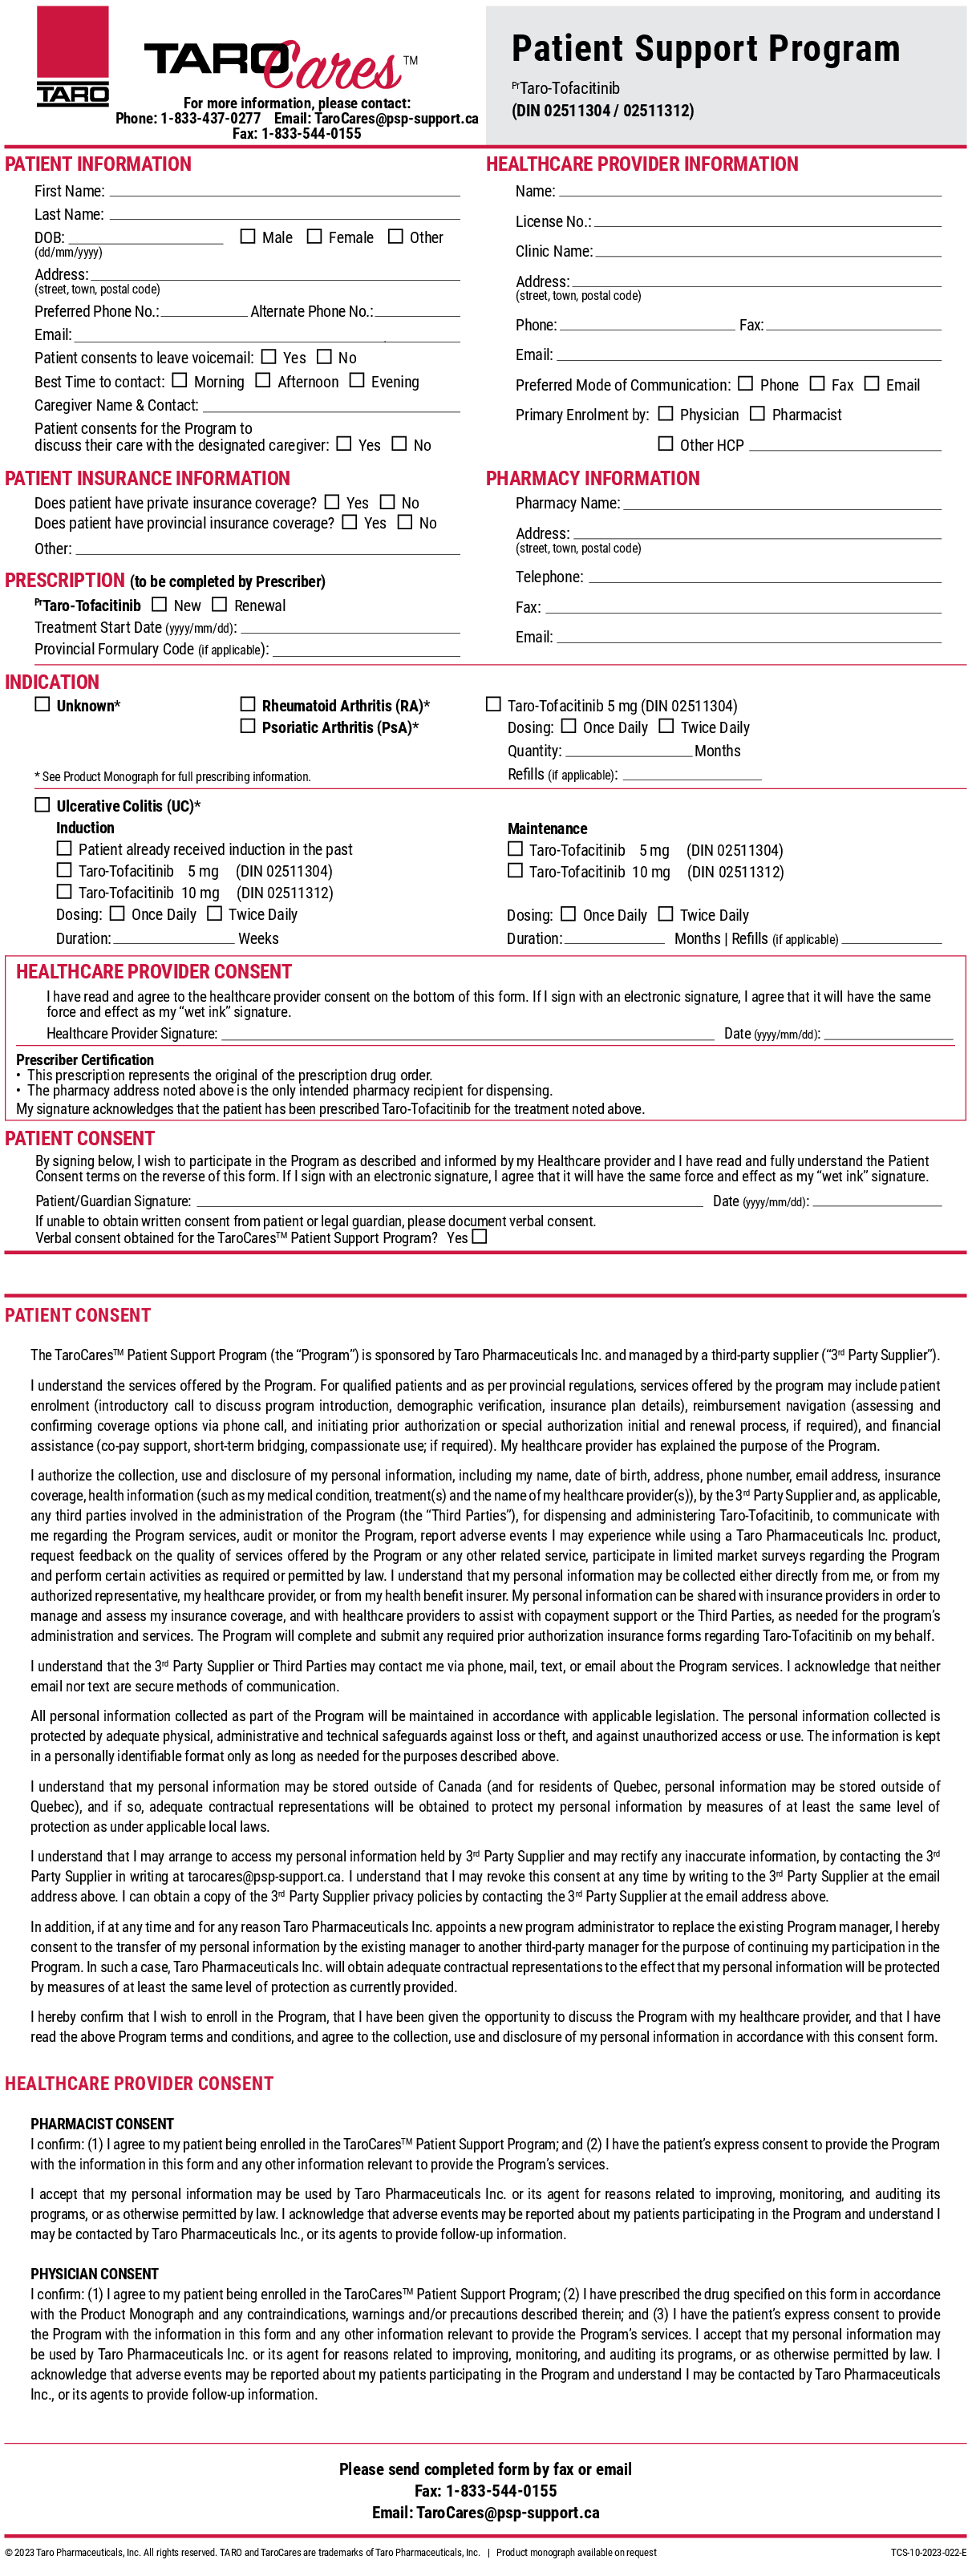 TARO
TARO Cares™
For more information, please contact:
Phone: 1-833-437-0277 Email: TaroCares@psp-support.ca
Fax: 1-833-544-0155
Patient Support Program
PrTaro-Tofacitinib
(DIN 02511304 / 02511312)
PATIENT INFORMATION
First Name:
Last Name:
DOB: ☐ Male ☐ Female ☐ Other
(dd/mm/yyyy)
Address:
(street, town, postal code)
Preferred Phone No.: Alternate Phone No.:
Email:
Patient consents to leave voicemail: ☐ Yes ☐ No
Best Time to contact: ☐ Morning ☐ Afternoon ☐ Evening
Caregiver Name & Contact:
Patient consents for the Program to
discuss their care with the designated caregiver: ☐ Yes ☐ No
HEALTHCARE PROVIDER INFORMATION
Name:
License No.:
Clinic Name:
Address:
(street, town, postal code)
Phone: Fax:
Email:
Preferred Mode of Communication: ☐ Phone ☐ Fax ☐ Email
Primary Enrolment by: ☐ Physician ☐ Pharmacist
☐ Other HCP
PATIENT INSURANCE INFORMATION
Does patient have private insurance coverage? ☐ Yes ☐ No
Does patient have provincial insurance coverage? ☐ Yes ☐ No
Other:
PRESCRIPTION (to be completed by Prescriber)
PrTaro-Tofacitinib ☐ New ☐ Renewal
Treatment Start Date (yyyy/mm/dd):
Provincial Formulary Code (if applicable):
PHARMACY INFORMATION
Pharmacy Name:
Address:
(street, town, postal code)
Telephone:
Fax:
Email:
INDICATION
☐ Unknown* ☐ Rheumatoid Arthritis (RA)*
☐ Psoriatic Arthritis (PsA)*
* See Product Monograph for full prescribing information.
☐ Taro-Tofacitinib 5 mg (DIN 02511304)
Dosing: ☐ Once Daily ☐ Twice Daily
Quantity: Months
Refills (if applicable):
☐ Ulcerative Colitis (UC)*
Induction
☐ Patient already received induction in the past
☐ Taro-Tofacitinib 5 mg (DIN 02511304)
☐ Taro-Tofacitinib 10 mg (DIN 02511312)
Dosing: ☐ Once Daily ☐ Twice Daily
Duration: Weeks
Maintenance
☐ Taro-Tofacitinib 5 mg (DIN 02511304)
☐ Taro-Tofacitinib 10 mg (DIN 02511312)
Dosing: ☐ Once Daily ☐ Twice Daily
Duration: Months | Refills (if applicable)
HEALTHCARE PROVIDER CONSENT
I have read and agree to the healthcare provider consent on the bottom of this form. If I sign with an electronic signature, I agree that it will have the same
force and effect as my “wet ink” signature.
Healthcare Provider Signature: Date (yyyy/mm/dd):
Prescriber Certification
• This prescription represents the original of the prescription drug order.
• The pharmacy address noted above is the only intended pharmacy recipient for dispensing.
My signature acknowledges that the patient has been prescribed Taro-Tofacitinib for the treatment noted above.
PATIENT CONSENT
By signing below, I wish to participate in the Program as described and informed by my Healthcare provider and I have read and fully understand the Patient
Consent terms on the reverse of this form. If I sign with an electronic signature, I agree that it will have the same force and effect as my “wet ink” signature.
Patient/Guardian Signature: Date (yyyy/mm/dd):
If unable to obtain written consent from patient or legal guardian, please document verbal consent.
Verbal consent obtained for the TaroCares™ Patient Support Program? Yes ☐
PATIENT CONSENT
The TaroCares™ Patient Support Program (the “Program”) is sponsored by Taro Pharmaceuticals Inc. and managed by a third-party supplier (“3rd Party Supplier”).
I understand the services offered by the Program. For qualified patients and as per provincial regulations, services offered by the program may include patient
enrolment (introductory call to discuss program introduction, demographic verification, insurance plan details), reimbursement navigation (assessing and
confirming coverage options via phone call, and initiating prior authorization or special authorization initial and renewal process, if required), and financial
assistance (co-pay support, short-term bridging, compassionate use; if required). My healthcare provider has explained the purpose of the Program.
I authorize the collection, use and disclosure of my personal information, including my name, date of birth, address, phone number, email address, insurance
coverage, health information (such as my medical condition, treatment(s) and the name of my healthcare provider(s)), by the 3rd Party Supplier and, as applicable,
any third parties involved in the administration of the Program (the “Third Parties”), for dispensing and administering Taro-Tofacitinib, to communicate with
me regarding the Program services, audit or monitor the Program, report adverse events I may experience while using a Taro Pharmaceuticals Inc. product,
request feedback on the quality of services offered by the Program or any other related service, participate in limited market surveys regarding the Program
and perform certain activities as required or permitted by law. I understand that my personal information may be collected either directly from me, or from my
authorized representative, my healthcare provider, or from my health benefit insurer. My personal information can be shared with insurance providers in order to
manage and assess my insurance coverage, and with healthcare providers to assist with copayment support or the Third Parties, as needed for the program’s
administration and services. The Program will complete and submit any required prior authorization insurance forms regarding Taro-Tofacitinib on my behalf.
I understand that the 3rd Party Supplier or Third Parties may contact me via phone, mail, text, or email about the Program services. I acknowledge that neither
email nor text are secure methods of communication.
All personal information collected as part of the Program will be maintained in accordance with applicable legislation. The personal information collected is
protected by adequate physical, administrative and technical safeguards against loss or theft, and against unauthorized access or use. The information is kept
in a personally identifiable format only as long as needed for the purposes described above.
I understand that my personal information may be stored outside of Canada (and for residents of Quebec, personal information may be stored outside of
Quebec), and if so, adequate contractual representations will be obtained to protect my personal information by measures of at least the same level of
protection as under applicable local laws.
I understand that I may arrange to access my personal information held by 3rd Party Supplier and may rectify any inaccurate information, by contacting the 3rd
Party Supplier in writing at tarocares@psp-support.ca. I understand that I may revoke this consent at any time by writing to the 3rd Party Supplier at the email
address above. I can obtain a copy of the 3rd Party Supplier privacy policies by contacting the 3rd Party Supplier at the email address above.
In addition, if at any time and for any reason Taro Pharmaceuticals Inc. appoints a new program administrator to replace the existing Program manager, I hereby
consent to the transfer of my personal information by the existing manager to another third-party manager for the purpose of continuing my participation in the
Program. In such a case, Taro Pharmaceuticals Inc. will obtain adequate contractual representations to the effect that my personal information will be protected
by measures of at least the same level of protection as currently provided.
I hereby confirm that I wish to enroll in the Program, that I have been given the opportunity to discuss the Program with my healthcare provider, and that I have
read the above Program terms and conditions, and agree to the collection, use and disclosure of my personal information in accordance with this consent form.
HEALTHCARE PROVIDER CONSENT
PHARMACIST CONSENT
I confirm: (1) I agree to my patient being enrolled in the TaroCares™ Patient Support Program; and (2) I have the patient’s express consent to provide the Program
with the information in this form and any other information relevant to provide the Program’s services.
I accept that my personal information may be used by Taro Pharmaceuticals Inc. or its agent for reasons related to improving, monitoring, and auditing its
programs, or as otherwise permitted by law. I acknowledge that adverse events may be reported about my patients participating in the Program and understand I
may be contacted by Taro Pharmaceuticals Inc., or its agents to provide follow-up information.
PHYSICIAN CONSENT
I confirm: (1) I agree to my patient being enrolled in the TaroCares™ Patient Support Program; (2) I have prescribed the drug specified on this form in accordance
with the Product Monograph and any contraindications, warnings and/or precautions described therein; and (3) I have the patient’s express consent to provide
the Program with the information in this form and any other information relevant to provide the Program’s services. I accept that my personal information may
be used by Taro Pharmaceuticals Inc. or its agent for reasons related to improving, monitoring, and auditing its programs, or as otherwise permitted by law. I
acknowledge that adverse events may be reported about my patients participating in the Program and understand I may be contacted by Taro Pharmaceuticals
Inc., or its agents to provide follow-up information.
Please send completed form by fax or email
Fax: 1-833-544-0155
Email: TaroCares@psp-support.ca
© 2023 Taro Pharmaceuticals, Inc. All rights reserved. TARO and TaroCares are trademarks of Taro Pharmaceuticals, Inc. | Product monograph available on request TCS-10-2023-022-E